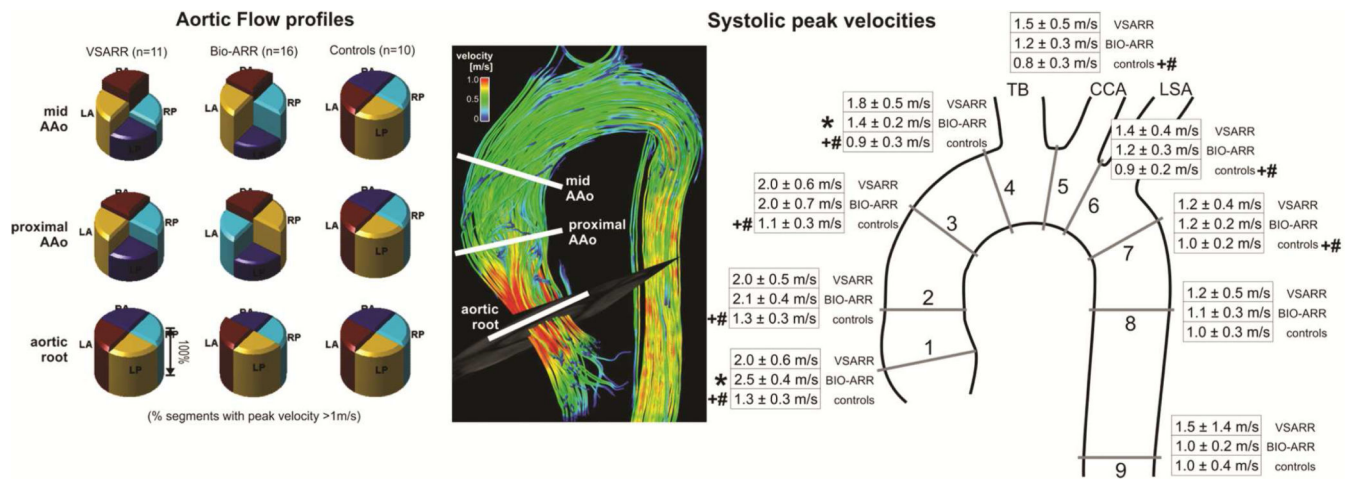 Aortic Flow profiles
VSARR (n=11)
Bio-ARR (n=16)
Controls (n=10)
mid
AAo
LA
RP
LP
LA
RP
LA
RP
LP
proximal
AAo
LA
RP
LP
LA
RP
LP
LA
RP
LP
aortic
root
LA
LP
100%
LA
RP
LP
LA
RP
LP
(% segments with peak velocity >1m/s)
velocity
[m/s]
1.0
0.5
0
mid
AAo
proximal
AAo
aortic
root
Systolic peak velocities
1.5 ± 0.5 m/s VSARR
1.2 ± 0.3 m/s BIO-ARR
0.8 ± 0.3 m/s controls +#
TB CCA LSA
1.8 ± 0.5 m/s VSARR
* 1.4 ± 0.2 m/s BIO-ARR
+# 0.9 ± 0.3 m/s controls
1.4 ± 0.4 m/s VSARR
1.2 ± 0.3 m/s BIO-ARR
0.9 ± 0.2 m/s controls +#
2.0 ± 0.6 m/s VSARR
2.0 ± 0.7 m/s BIO-ARR
+# 1.1 ± 0.3 m/s controls
1.2 ± 0.4 m/s VSARR
1.2 ± 0.2 m/s BIO-ARR
1.0 ± 0.2 m/s controls +#
2.0 ± 0.5 m/s VSARR
2.1 ± 0.4 m/s BIO-ARR
+# 1.3 ± 0.3 m/s controls
1.2 ± 0.5 m/s VSARR
1.1 ± 0.3 m/s BIO-ARR
1.0 ± 0.3 m/s controls
2.0 ± 0.6 m/s VSARR
* 2.5 ± 0.4 m/s BIO-ARR
+# 1.3 ± 0.3 m/s controls
1.5 ± 1.4 m/s VSARR
1.0 ± 0.2 m/s BIO-ARR
1.0 ± 0.4 m/s controls
1
2
3
4
5
6
7
8
9